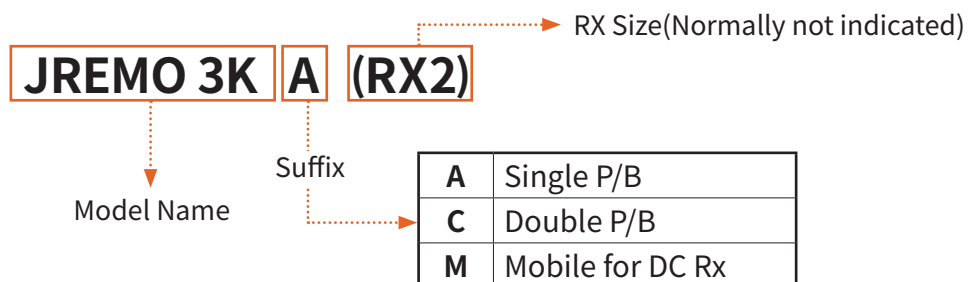 RX Size(Normally not indicated)
JREMO 3K A (RX2)
Suffix
Model Name
A Single P/B
C Double P/B
M Mobile for DC Rx